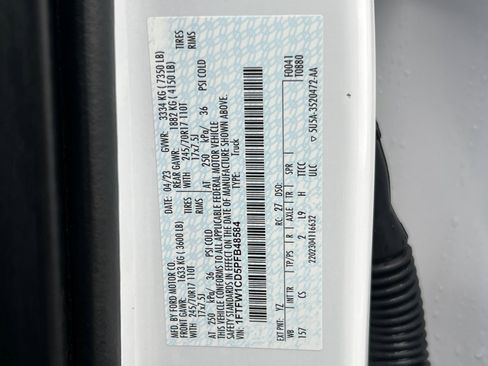 MFD. BY FORD MOTOR CO.
DATE: 04/23 GVWR: 3334 KG ( 7350 LB)
FRONT GAWR: 1633 KG ( 3600 LB) REAR GAWR: 1882 KG ( 4150 LB)
WITH 245/70R17 110T TIRES WITH 245/70R17 110T TIRES
17x7.5J RIMS 17x7.5J RIMS
AT 250 kPa/ 36 PSI COLD AT 250 kPa/ 36 PSI COLD
THIS VEHICLE CONFORMS TO ALL APPLICABLE FEDERAL MOTOR VEHICLE
SAFETY STANDARDS IN EFFECT ON THE DATE OF MANUFACTURE SHOWN ABOVE.
VIN: 1FTFW1CD5PFB48584 TYPE: Truck
F0041
T0880
EXT PNT: YZ RC: 27 DSO:
WB INT TR TP/PS R AXLE TR SPR
157 CS 2 L9 H TTCC
ULC
2202304116632
5U5A-3520472-AA